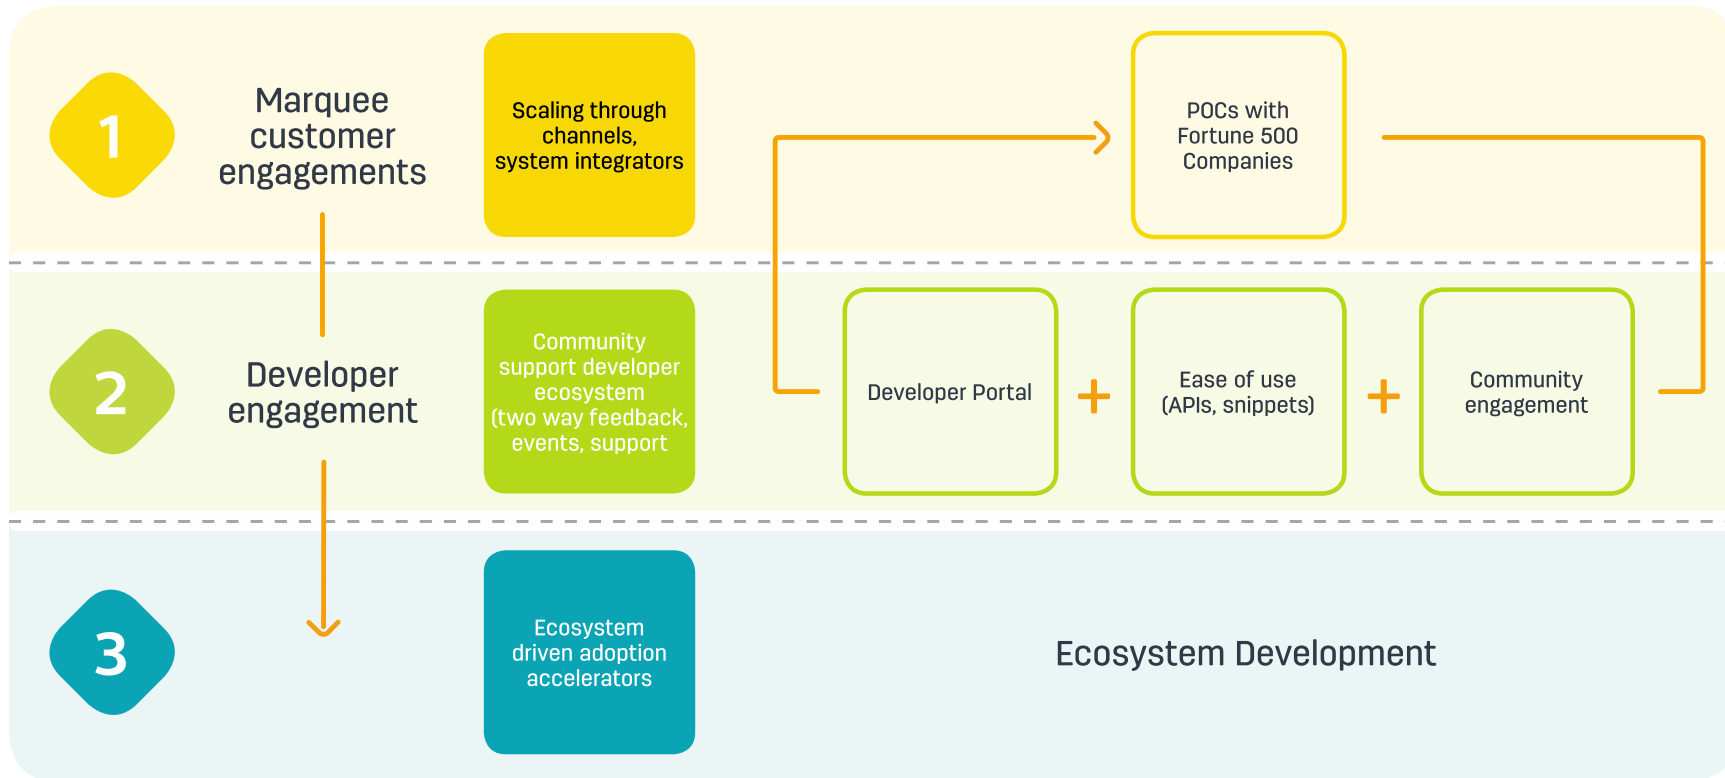 1
Marquee
customer
engagements
Scaling through
channels,
system integrators
POCs with
Fortune 500
Companies
2
Developer
engagement
Community
support developer
ecosystem
(two way feedback,
events, support
Developer Portal
+
Ease of use
(APIs, snippets)
+
Community
engagement
3
Ecosystem
driven adoption
accelerators
Ecosystem Development